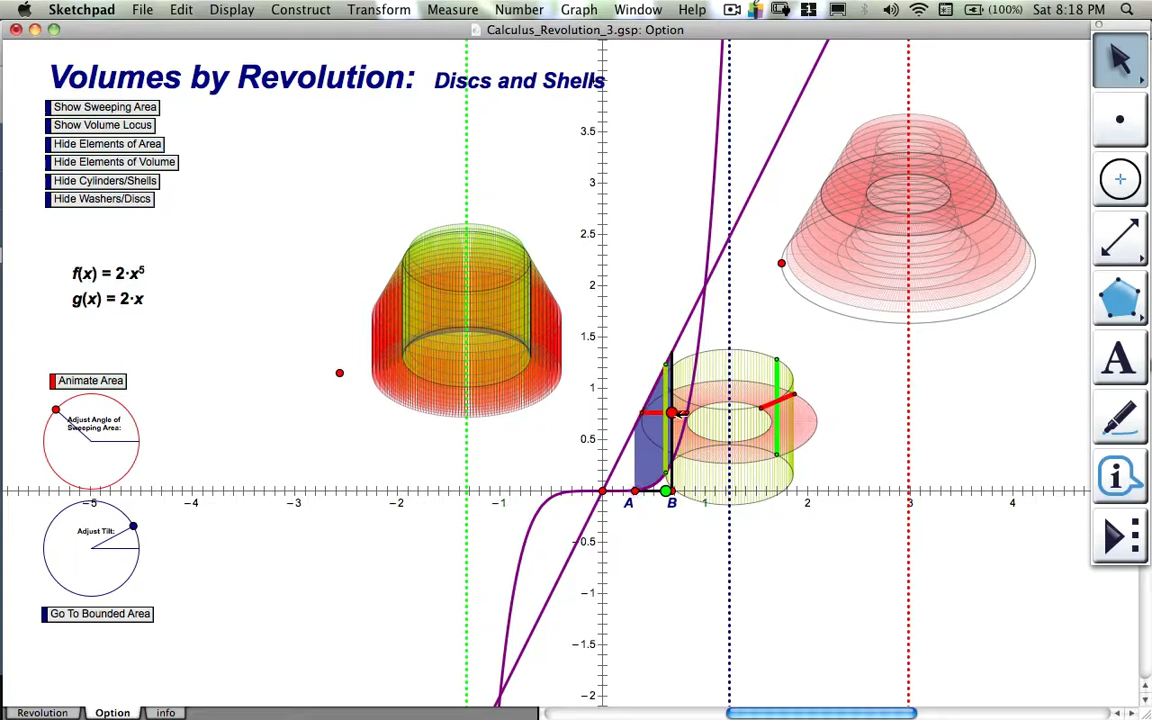 Sketchpad File Edit Display Construct Transform Measure Number Graph Window Help (100%) Sat 8:18 PM
Calculus_Revolution_3.gsp: Option
Volumes by Revolution: Discs and Shells
Show Sweeping Area
Show Volume Locus
Hide Elements of Area
Hide Elements of Volume
Hide Cylinders/Shells
Hide Washers/Discs
f(x) = 2·x⁵
g(x) = 2·x
Animate Area
Adjust Angle of
Sweeping Area:
Adjust Tilt:
Go To Bounded Area
3.5
3
2.5
2
1.5
1
0.5
-5 -4 -3 -2 -1 A B 1 3 4
-0.5
-1
-1.5
-2
A
Revolution Option info